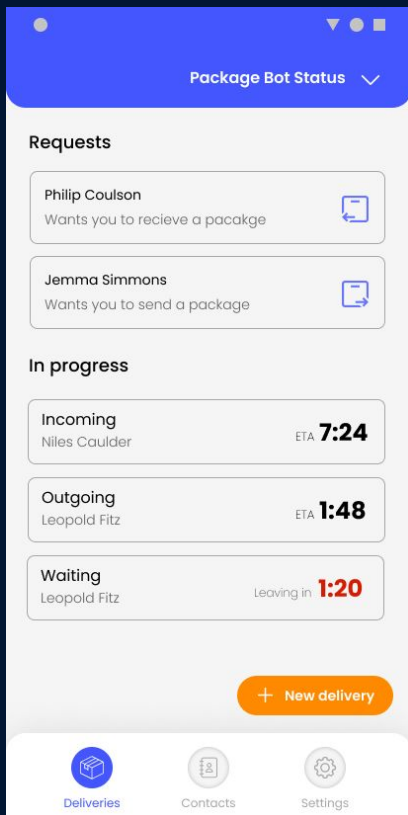 Package Bot Status
Requests
Philip Coulson
Wants you to recieve a pacakge
Jemma Simmons
Wants you to send a package
In progress
Incoming
Niles Caulder
ETA 7:24
Outgoing
Leopold Fitz
ETA 1:48
Waiting
Leopold Fitz
Leaving in 1:20
+ New delivery
Deliveries
Contacts
Settings